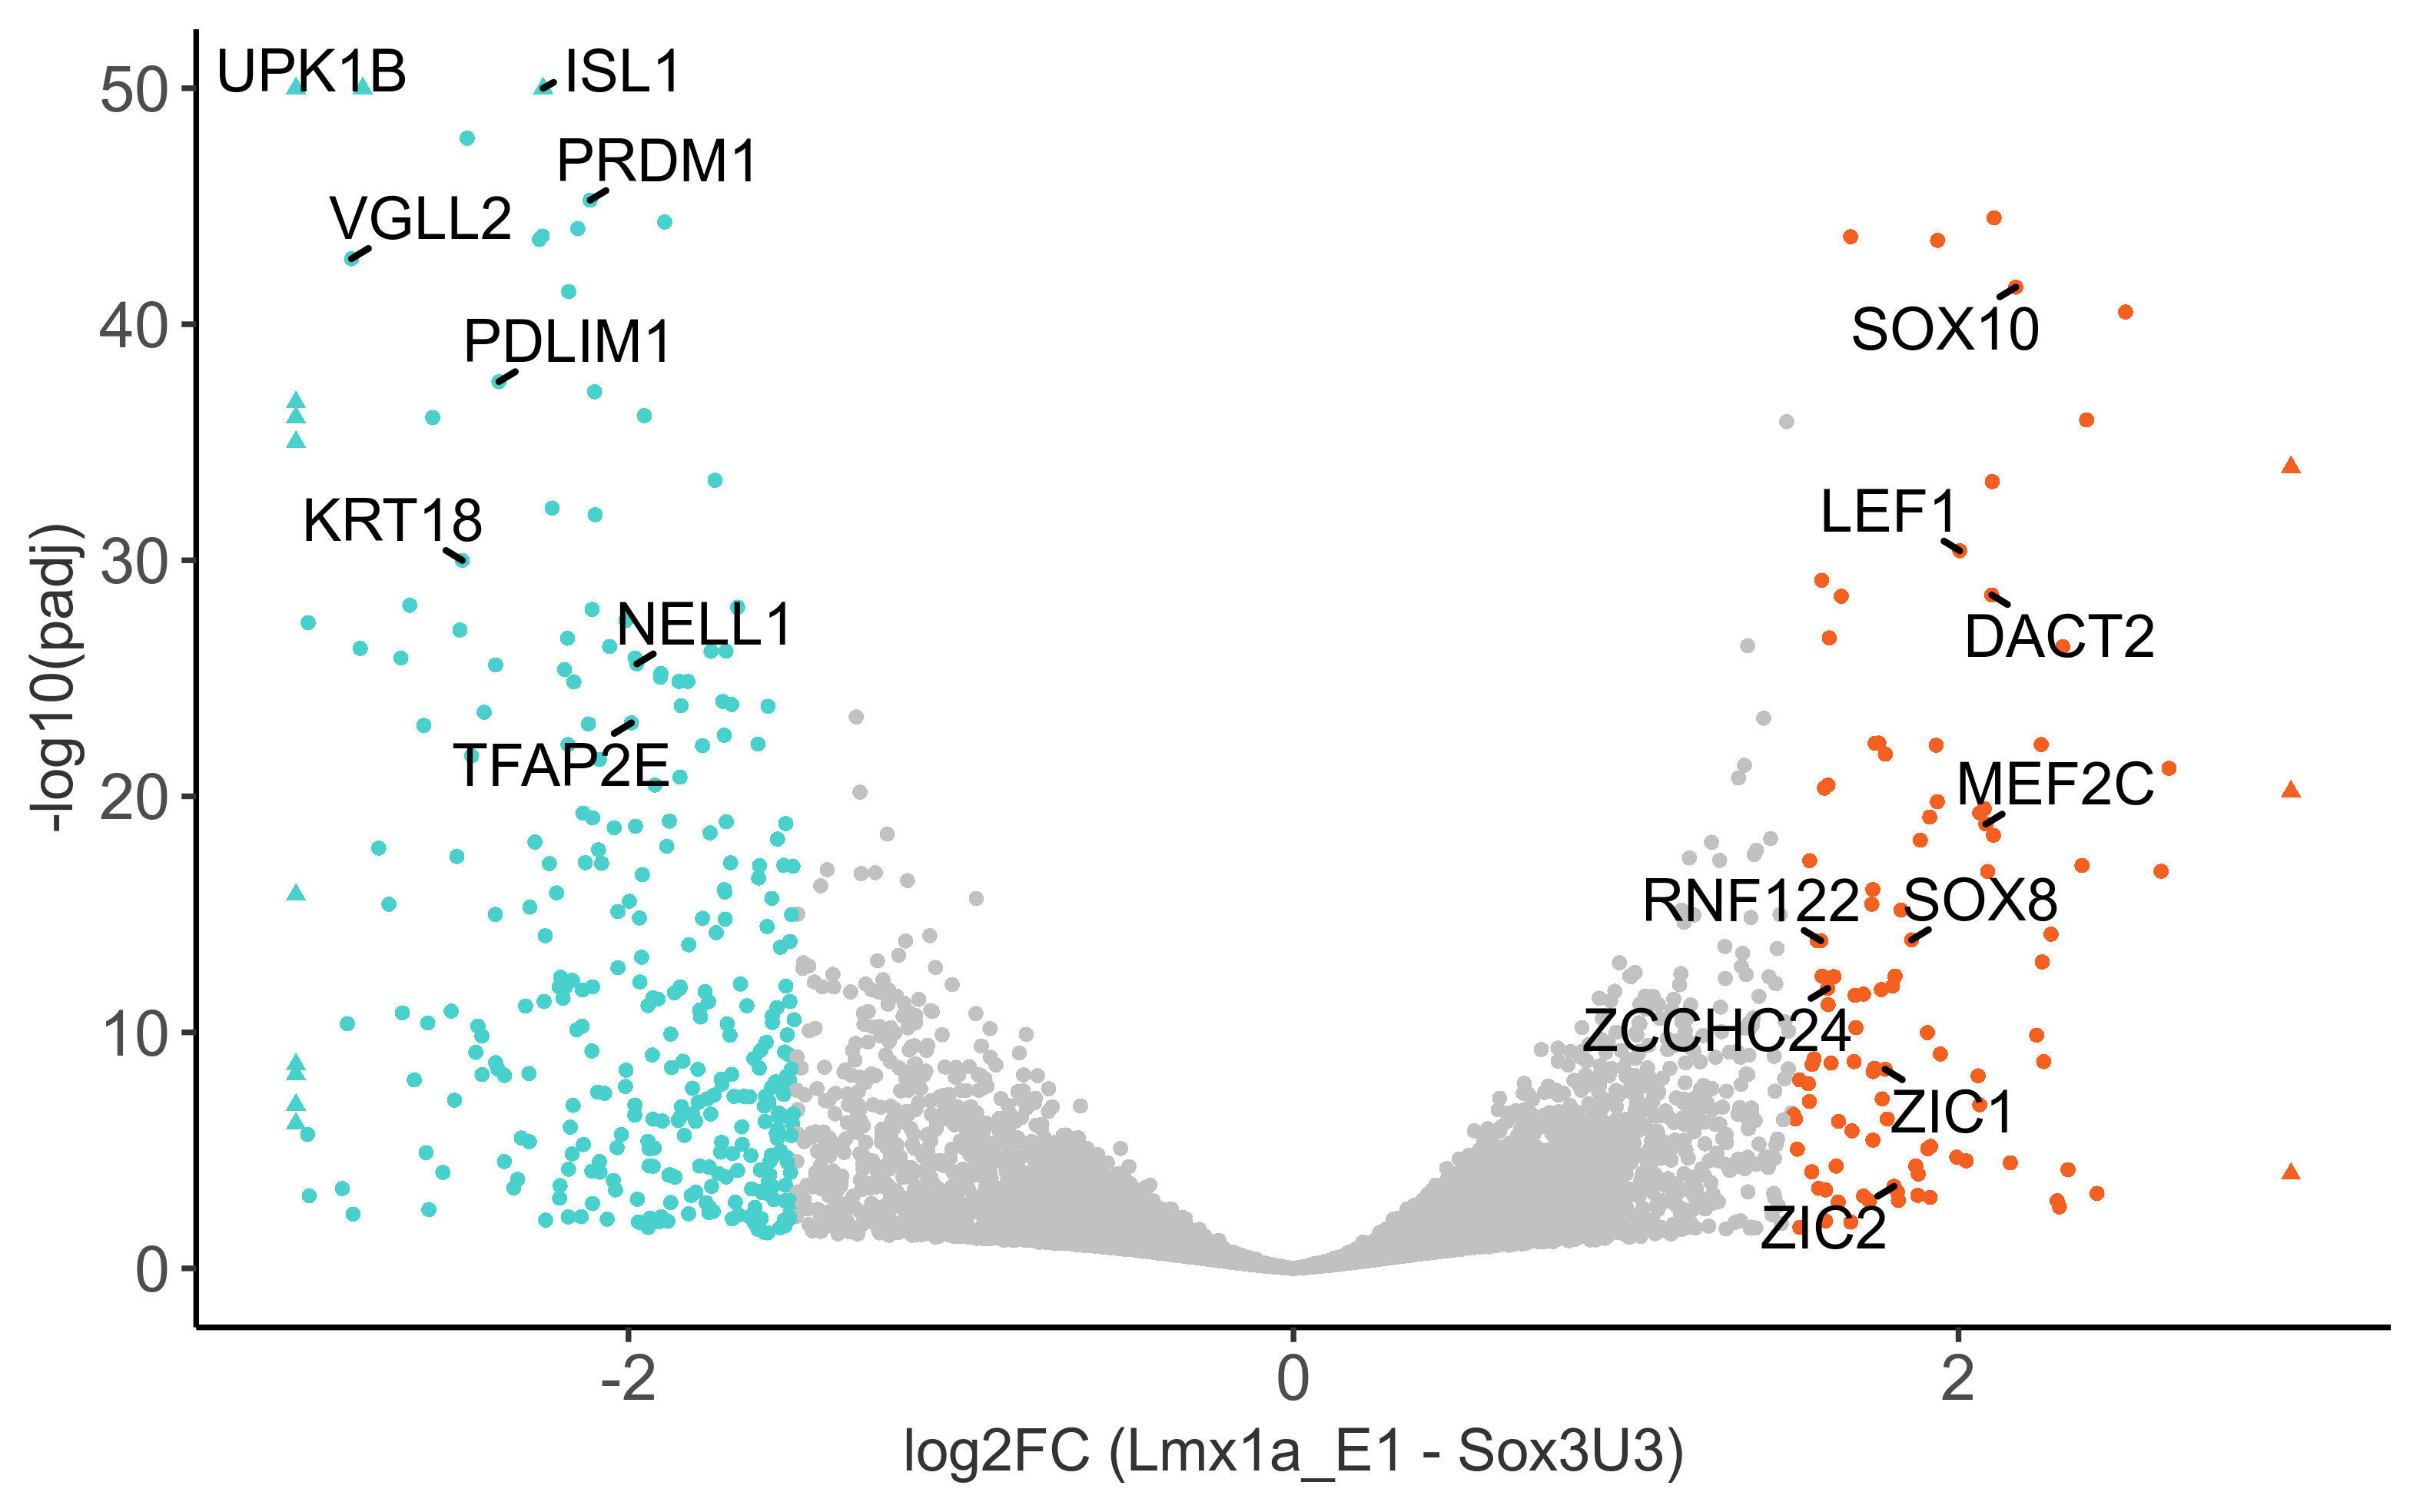 UPK1B
ISL1
PRDM1
VGLL2
PDLIM1
SOX10
KRT18
LEF1
NELL1
DACT2
TFAP2E
MEF2C
RNF122
SOX8
ZCCHC24
ZIC1
ZIC2
50
40
30
20
10
0
-log10(padj)
-2
0
2
log2FC (Lmx1a_E1 - Sox3U3)